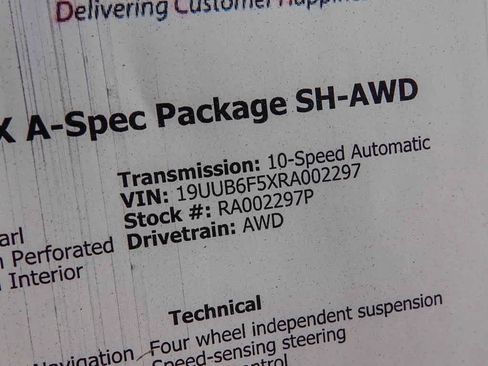 Delivering Customer
X A-Spec Package SH-AWD
Transmission: 10-Speed Automatic
VIN: 19UUB6F5XRA002297
Stock #: RA002297P
Drivetrain: AWD
arl
Perforated
Interior
Technical
Four wheel independent suspension
Navigation
Speed-sensing steering